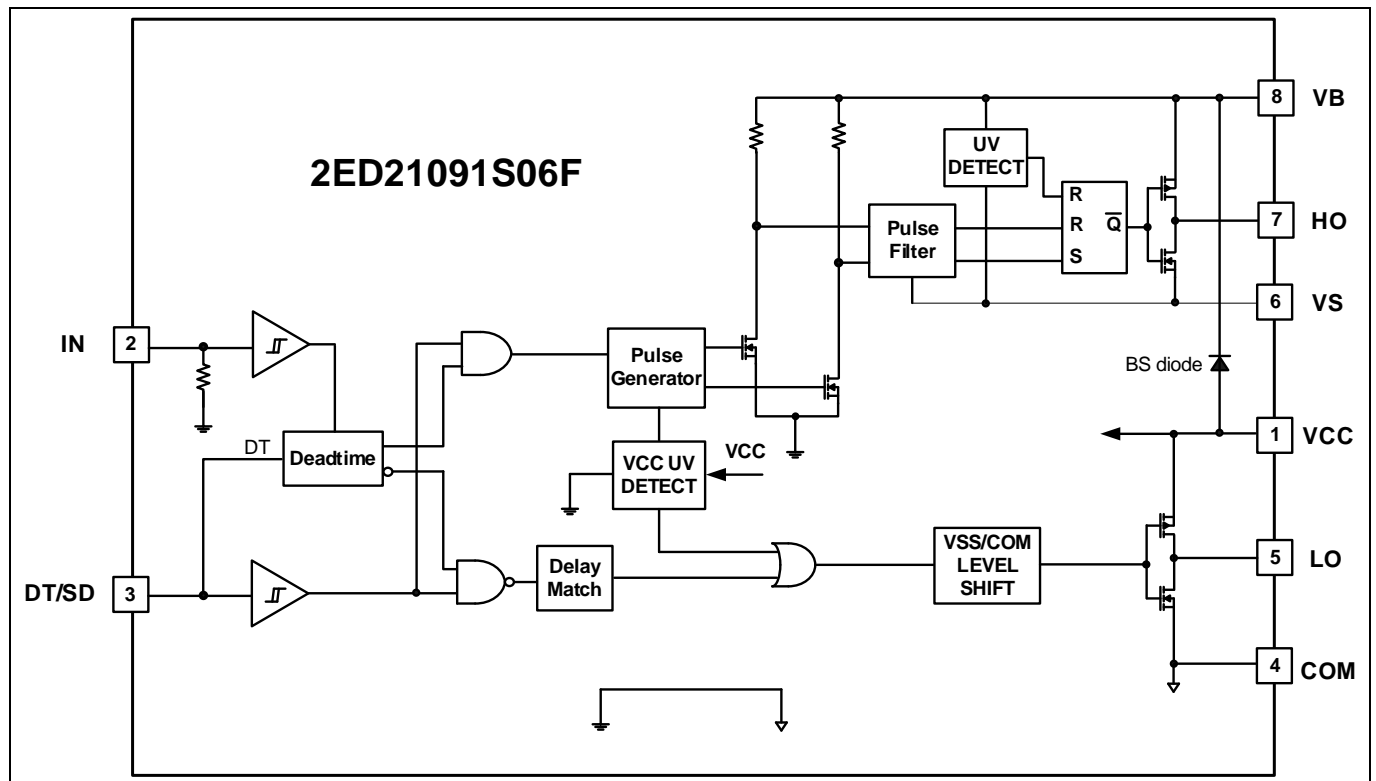 2ED21091S06F
8 VB
UV
DETECT
R
R
S
Q̅
7 HO
Pulse
Filter
6 VS
IN 2
Pulse
Generator
BS diode
1 VCC
DT
Deadtime
VCC UV
DETECT
VCC
VSS/COM
LEVEL
SHIFT
5 LO
Delay
Match
DT/SD 3
4 COM